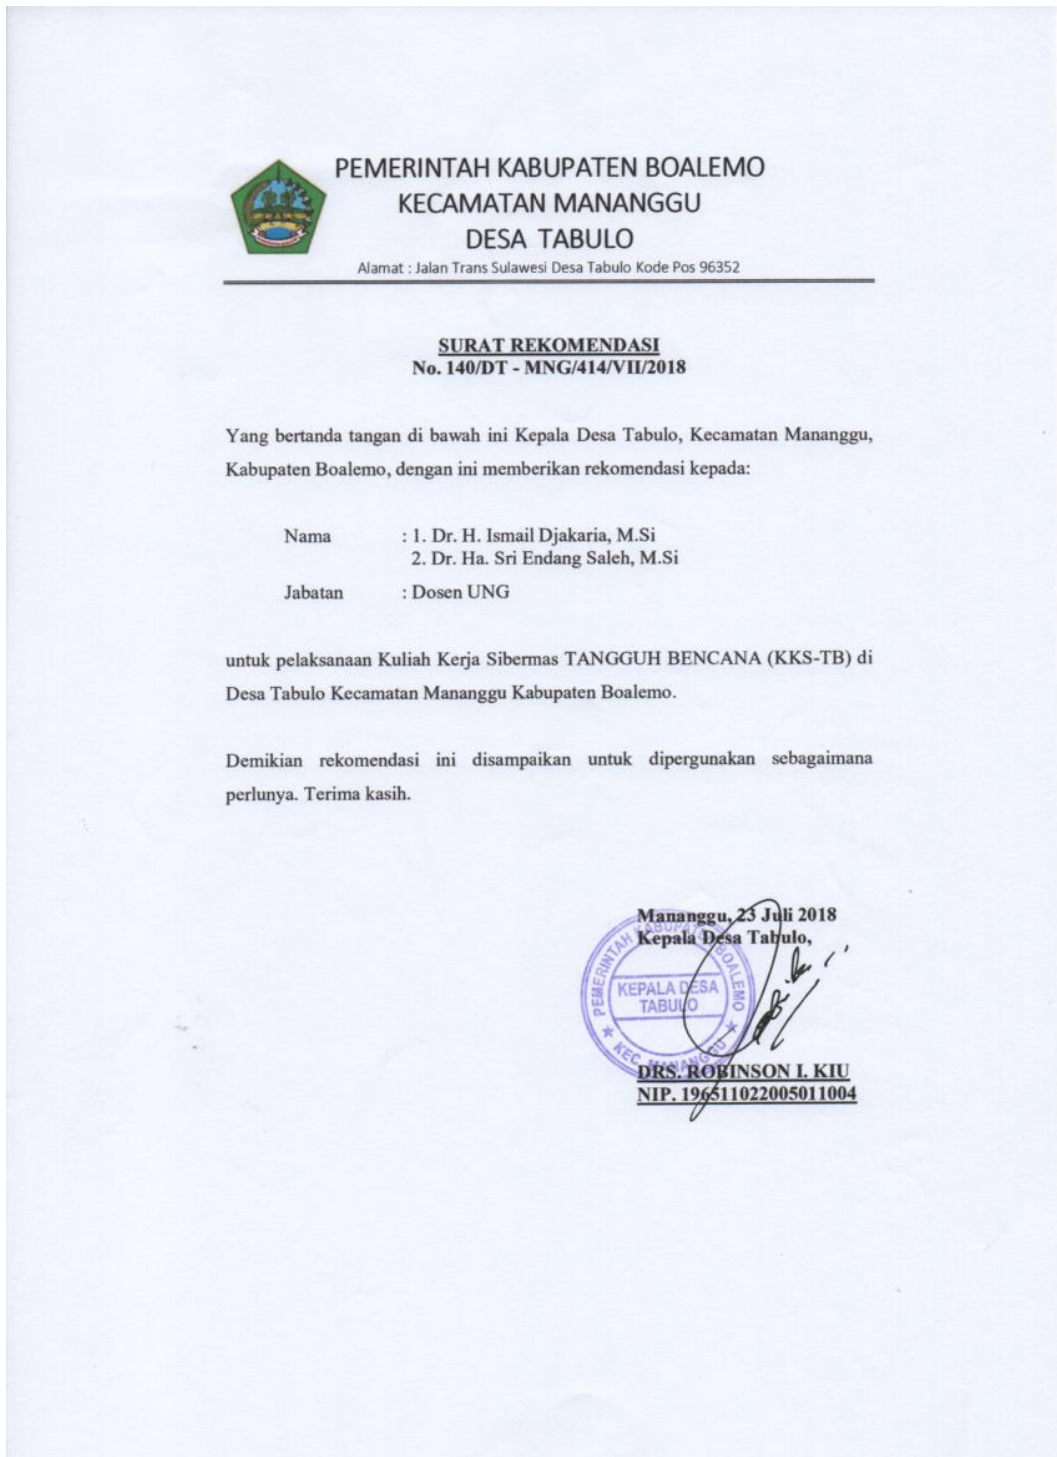 PEMERINTAH KABUPATEN BOALEMO
KECAMATAN MANANGGU
DESA TABULO
Alamat : Jalan Trans Sulawesi Desa Tabulo Kode Pos 96352
SURAT REKOMENDASI
No. 140/DT - MNG/414/VII/2018
Yang bertanda tangan di bawah ini Kepala Desa Tabulo, Kecamatan Mananggu,
Kabupaten Boalemo, dengan ini memberikan rekomendasi kepada:
Nama : 1. Dr. H. Ismail Djakaria, M.Si
2. Dr. Ha. Sri Endang Saleh, M.Si
Jabatan : Dosen UNG
untuk pelaksanaan Kuliah Kerja Sibermas TANGGUH BENCANA (KKS-TB) di
Desa Tabulo Kecamatan Mananggu Kabupaten Boalemo.
Demikian rekomendasi ini disampaikan untuk dipergunakan sebagaimana
perlunya. Terima kasih.
Mananggu, 23 Juli 2018
Kepala Desa Tabulo,
PEMERINTAH KABUPATEN BOALEMO
KEPALA DESA
TABULO
KEC. MANANGGU
DRS. ROBINSON I. KIU
NIP. 196511022005011004